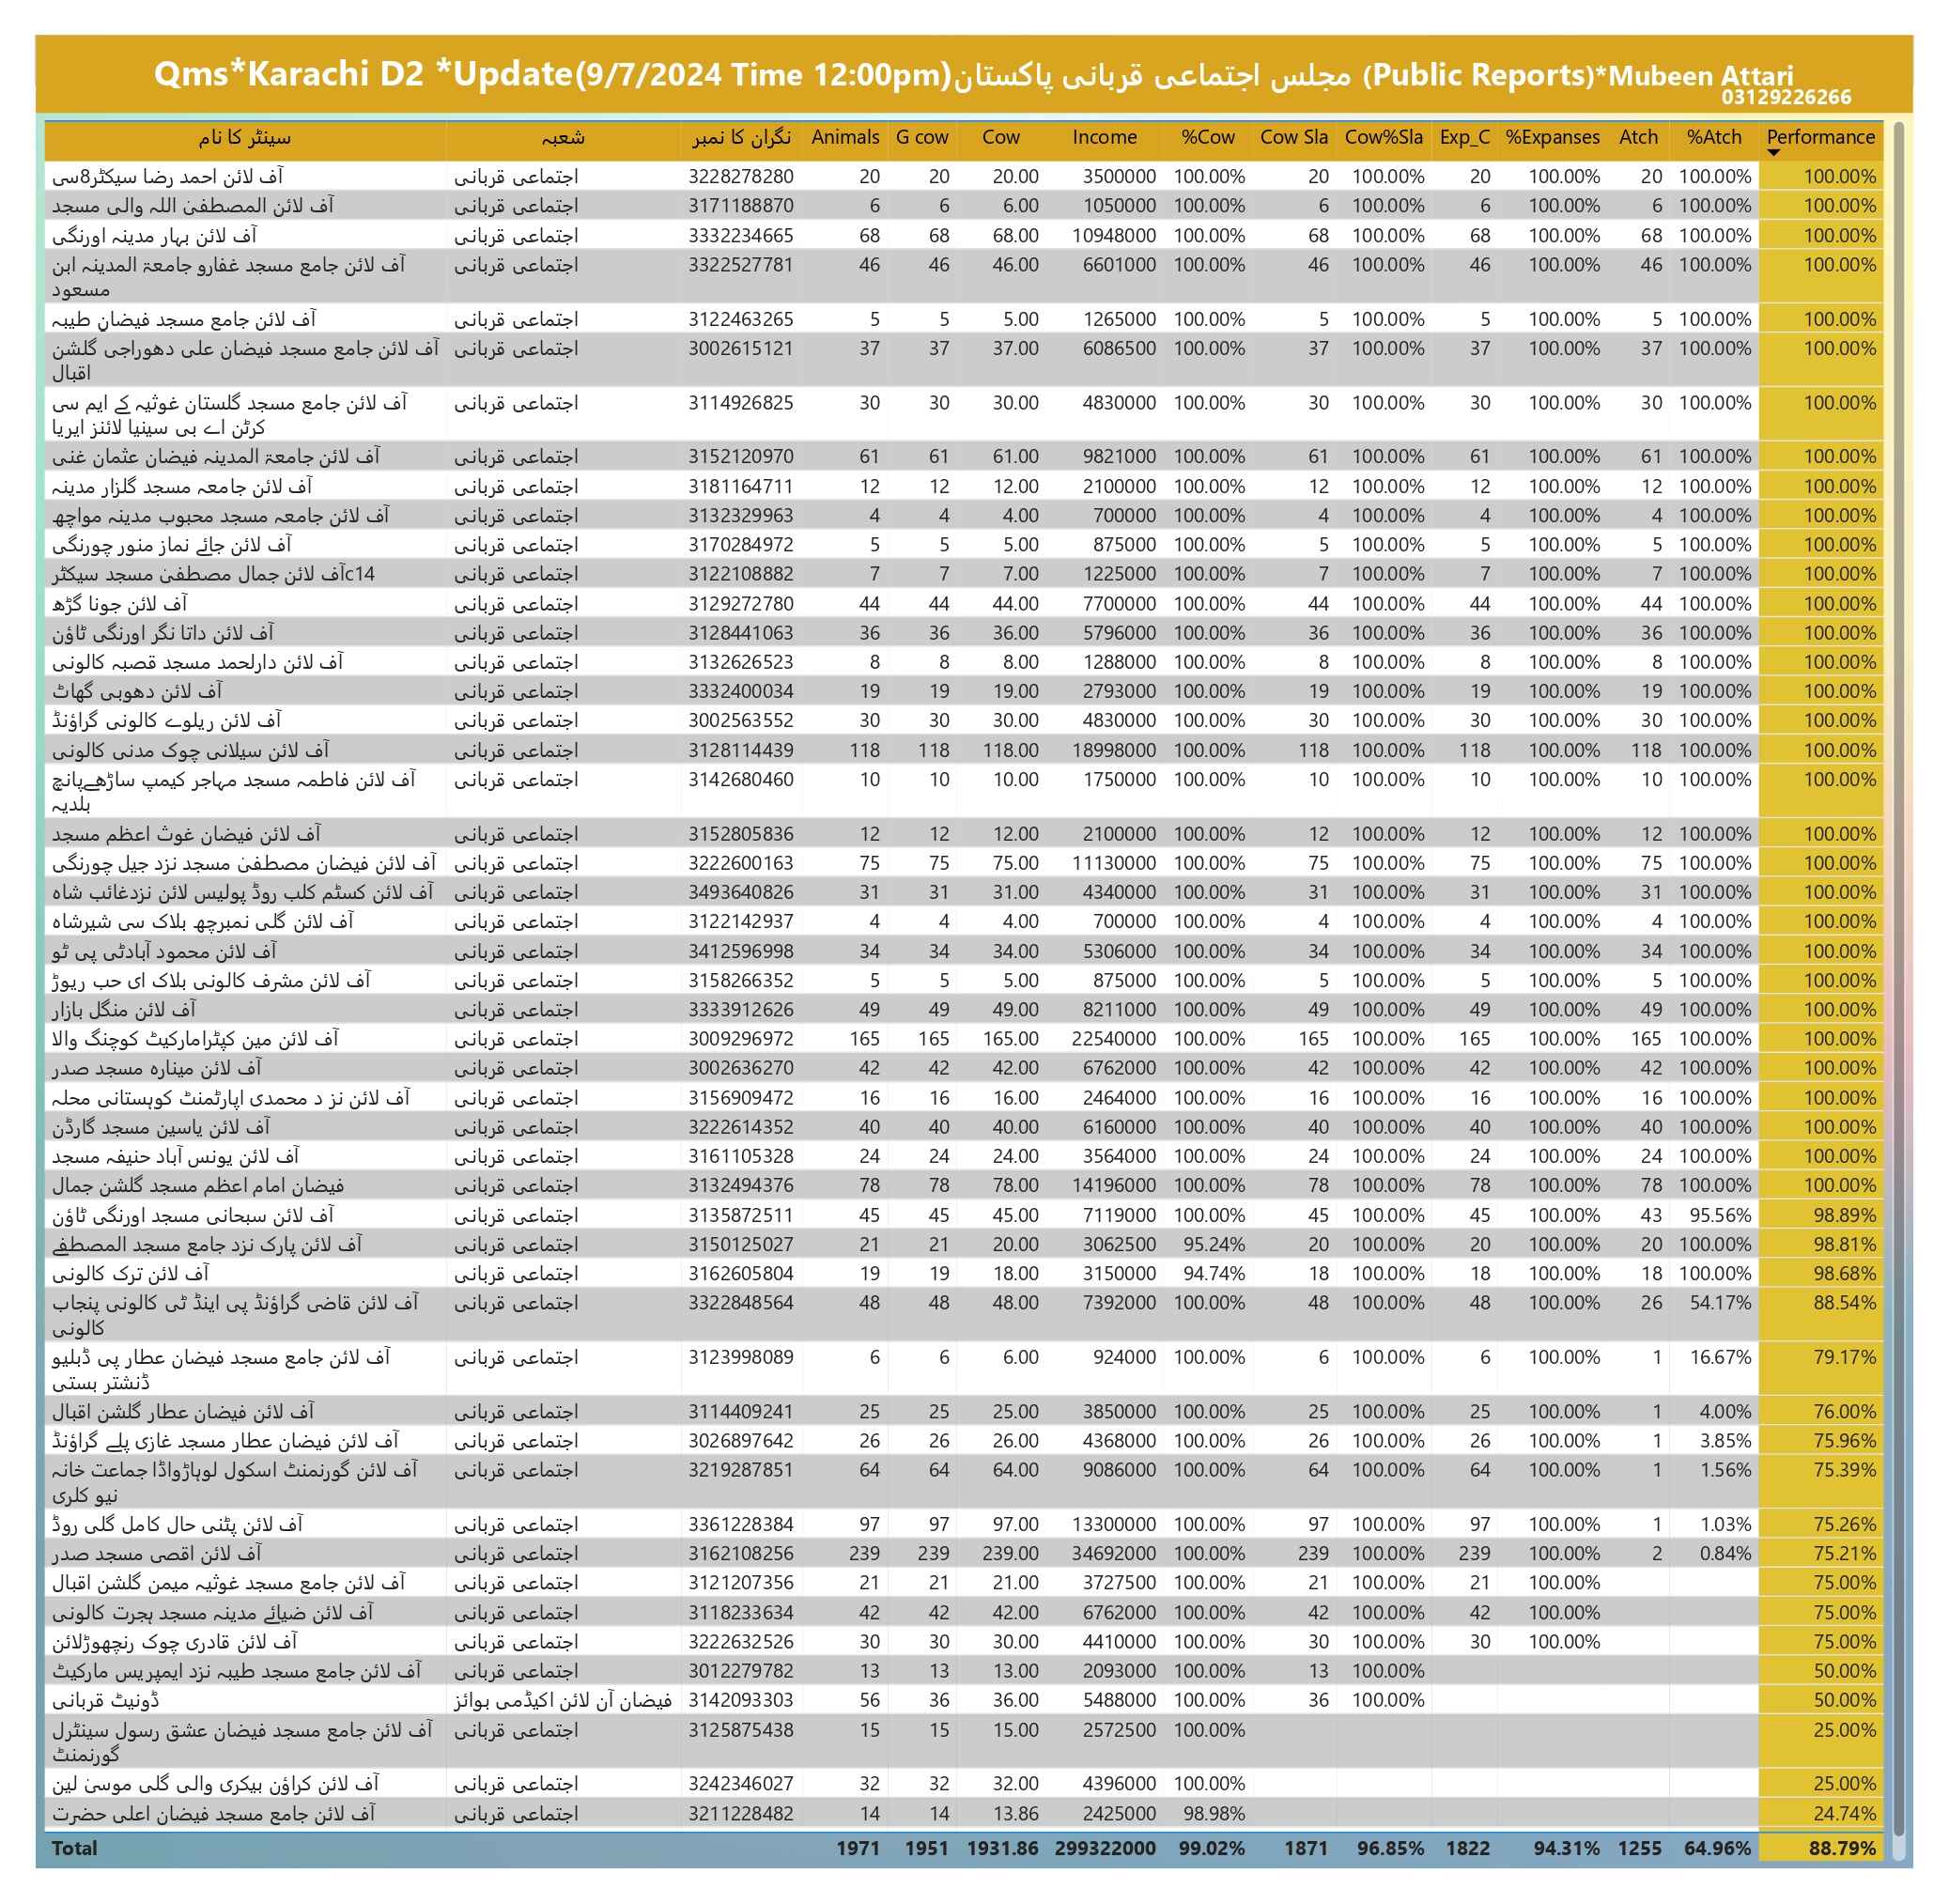 Qms*Karachi D2 *Update(9/7/2024 Time 12:00pm)مجلس اجتماعی قربانی پاکستان (Public Reports)*Mubeen Attari
03129226266
سینٹر کا نام شعبہ نگران کا نمبر Animals G cow Cow Income %Cow Cow Sla Cow%Sla Exp_C %Expanses Atch %Atch Performance
آف لائن احمد رضا سیکٹر8سی اجتماعی قربانی 3228278280 20 20 20.00 3500000 100.00% 20 100.00% 20 100.00% 20 100.00% 100.00%
آف لائن المصطفیٰ اللہ والی مسجد اجتماعی قربانی 3171188870 6 6 6.00 1050000 100.00% 6 100.00% 6 100.00% 6 100.00% 100.00%
آف لائن بہار مدینہ اورنگی اجتماعی قربانی 3332234665 68 68 68.00 10948000 100.00% 68 100.00% 68 100.00% 68 100.00% 100.00%
آف لائن جامع مسجد غفارو جامعۃ المدینہ ابن اجتماعی قربانی 3322527781 46 46 46.00 6601000 100.00% 46 100.00% 46 100.00% 46 100.00% 100.00%
مسعود
آف لائن جامع مسجد فیضانِ طیبہ اجتماعی قربانی 3122463265 5 5 5.00 1265000 100.00% 5 100.00% 5 100.00% 5 100.00% 100.00%
آف لائن جامع مسجد فیضان علی دھوراجی گلشن اجتماعی قربانی 3002615121 37 37 37.00 6086500 100.00% 37 100.00% 37 100.00% 37 100.00% 100.00%
اقبال
آف لائن جامع مسجد گلستان غوثیہ کے ایم سی اجتماعی قربانی 3114926825 30 30 30.00 4830000 100.00% 30 100.00% 30 100.00% 30 100.00% 100.00%
کرٹن اے بی سینیا لائنز ایریا
آف لائن جامعۃ المدینہ فیضان عثمان غنی اجتماعی قربانی 3152120970 61 61 61.00 9821000 100.00% 61 100.00% 61 100.00% 61 100.00% 100.00%
آف لائن جامعہ مسجد گلزار مدینہ اجتماعی قربانی 3181164711 12 12 12.00 2100000 100.00% 12 100.00% 12 100.00% 12 100.00% 100.00%
آف لائن جامعہ مسجد محبوب مدینہ مواچھ اجتماعی قربانی 3132329963 4 4 4.00 700000 100.00% 4 100.00% 4 100.00% 4 100.00% 100.00%
آف لائن جائے نماز منور چورنگی اجتماعی قربانی 3170284972 5 5 5.00 875000 100.00% 5 100.00% 5 100.00% 5 100.00% 100.00%
آف لائن جمال مصطفیٰ مسجد سیکٹرc14 اجتماعی قربانی 3122108882 7 7 7.00 1225000 100.00% 7 100.00% 7 100.00% 7 100.00% 100.00%
آف لائن جونا گڑھ اجتماعی قربانی 3129272780 44 44 44.00 7700000 100.00% 44 100.00% 44 100.00% 44 100.00% 100.00%
آف لائن داتا نگر اورنگی ٹاؤن اجتماعی قربانی 3128441063 36 36 36.00 5796000 100.00% 36 100.00% 36 100.00% 36 100.00% 100.00%
آف لائن دارلحمد مسجد قصبہ کالونی اجتماعی قربانی 3132626523 8 8 8.00 1288000 100.00% 8 100.00% 8 100.00% 8 100.00% 100.00%
آف لائن دھوبی گھاٹ اجتماعی قربانی 3332400034 19 19 19.00 2793000 100.00% 19 100.00% 19 100.00% 19 100.00% 100.00%
آف لائن ریلوے کالونی گراؤنڈ اجتماعی قربانی 3002563552 30 30 30.00 4830000 100.00% 30 100.00% 30 100.00% 30 100.00% 100.00%
آف لائن سیلانی چوک مدنی کالونی اجتماعی قربانی 3128114439 118 118 118.00 18998000 100.00% 118 100.00% 118 100.00% 118 100.00% 100.00%
آف لائن فاطمہ مسجد مہاجر کیمپ ساڑھےپانچ اجتماعی قربانی 3142680460 10 10 10.00 1750000 100.00% 10 100.00% 10 100.00% 10 100.00% 100.00%
بلدیہ
آف لائن فیضان غوث اعظم مسجد اجتماعی قربانی 3152805836 12 12 12.00 2100000 100.00% 12 100.00% 12 100.00% 12 100.00% 100.00%
آف لائن فیضان مصطفیٰ مسجد نزد جیل چورنگی اجتماعی قربانی 3222600163 75 75 75.00 11130000 100.00% 75 100.00% 75 100.00% 75 100.00% 100.00%
آف لائن کسٹم کلب روڈ پولیس لائن نزدغائب شاہ اجتماعی قربانی 3493640826 31 31 31.00 4340000 100.00% 31 100.00% 31 100.00% 31 100.00% 100.00%
آف لائن گلی نمبرچھ بلاک سی شیرشاہ اجتماعی قربانی 3122142937 4 4 4.00 700000 100.00% 4 100.00% 4 100.00% 4 100.00% 100.00%
آف لائن محمود آبادٹی پی ٹو اجتماعی قربانی 3412596998 34 34 34.00 5306000 100.00% 34 100.00% 34 100.00% 34 100.00% 100.00%
آف لائن مشرف کالونی بلاک ای حب ریوڑ اجتماعی قربانی 3158266352 5 5 5.00 875000 100.00% 5 100.00% 5 100.00% 5 100.00% 100.00%
آف لائن منگل بازار اجتماعی قربانی 3333912626 49 49 49.00 8211000 100.00% 49 100.00% 49 100.00% 49 100.00% 100.00%
آف لائن مین کپٹرامارکیٹ کوچنگ والا اجتماعی قربانی 3009296972 165 165 165.00 22540000 100.00% 165 100.00% 165 100.00% 165 100.00% 100.00%
آف لائن مینارہ مسجد صدر اجتماعی قربانی 3002636270 42 42 42.00 6762000 100.00% 42 100.00% 42 100.00% 42 100.00% 100.00%
آف لائن نز د محمدی اپارٹمنٹ کوہستانی محلہ اجتماعی قربانی 3156909472 16 16 16.00 2464000 100.00% 16 100.00% 16 100.00% 16 100.00% 100.00%
آف لائن یاسین مسجد گارڈن اجتماعی قربانی 3222614352 40 40 40.00 6160000 100.00% 40 100.00% 40 100.00% 40 100.00% 100.00%
آف لائن یونس آباد حنیفہ مسجد اجتماعی قربانی 3161105328 24 24 24.00 3564000 100.00% 24 100.00% 24 100.00% 24 100.00% 100.00%
فیضان امام اعظم مسجد گلشن جمال اجتماعی قربانی 3132494376 78 78 78.00 14196000 100.00% 78 100.00% 78 100.00% 78 100.00% 100.00%
آف لائن سبحانی مسجد اورنگی ٹاؤن اجتماعی قربانی 3135872511 45 45 45.00 7119000 100.00% 45 100.00% 45 100.00% 43 95.56% 98.89%
آف لائن پارک نزد جامع مسجد المصطفے اجتماعی قربانی 3150125027 21 21 20.00 3062500 95.24% 20 100.00% 20 100.00% 20 100.00% 98.81%
آف لائن ترک کالونی اجتماعی قربانی 3162605804 19 19 18.00 3150000 94.74% 18 100.00% 18 100.00% 18 100.00% 98.68%
آف لائن قاضی گراؤنڈ پی اینڈ ٹی کالونی پنجاب اجتماعی قربانی 3322848564 48 48 48.00 7392000 100.00% 48 100.00% 48 100.00% 26 54.17% 88.54%
کالونی
آف لائن جامع مسجد فیضان عطار پی ڈبلیو اجتماعی قربانی 3123998089 6 6 6.00 924000 100.00% 6 100.00% 6 100.00% 1 16.67% 79.17%
ڈنشتر بستی
آف لائن فیضان عطار گلشن اقبال اجتماعی قربانی 3114409241 25 25 25.00 3850000 100.00% 25 100.00% 25 100.00% 1 4.00% 76.00%
آف لائن فیضان عطار مسجد غازی پلے گراؤنڈ اجتماعی قربانی 3026897642 26 26 26.00 4368000 100.00% 26 100.00% 26 100.00% 1 3.85% 75.96%
آف لائن گورنمنٹ اسکول لوہاڑواڈا جماعت خانہ اجتماعی قربانی 3219287851 64 64 64.00 9086000 100.00% 64 100.00% 64 100.00% 1 1.56% 75.39%
نیو کلری
آف لائن پٹنی حال کامل گلی روڈ اجتماعی قربانی 3361228384 97 97 97.00 13300000 100.00% 97 100.00% 97 100.00% 1 1.03% 75.26%
آف لائن اقصی مسجد صدر اجتماعی قربانی 3162108256 239 239 239.00 34692000 100.00% 239 100.00% 239 100.00% 2 0.84% 75.21%
آف لائن جامع مسجد غوثیہ میمن گلشن اقبال اجتماعی قربانی 3121207356 21 21 21.00 3727500 100.00% 21 100.00% 21 100.00% 75.00%
آف لائن ضیائے مدینہ مسجد ہجرت کالونی اجتماعی قربانی 3118233634 42 42 42.00 6762000 100.00% 42 100.00% 42 100.00% 75.00%
آف لائن قادری چوک رنچھوڑلائن اجتماعی قربانی 3222632526 30 30 30.00 4410000 100.00% 30 100.00% 30 100.00% 75.00%
آف لائن جامع مسجد طیبہ نزد ایمپریس مارکیٹ اجتماعی قربانی 3012279782 13 13 13.00 2093000 100.00% 13 100.00% 50.00%
ڈونیٹ قربانی فیضان آن لائن اکیڈمی بوائز 3142093303 56 36 36.00 5488000 100.00% 36 100.00% 50.00%
آف لائن جامع مسجد فیضان عشق رسول سینٹرل اجتماعی قربانی 3125875438 15 15 15.00 2572500 100.00% 25.00%
گورنمنٹ
آف لائن کراؤن بیکری والی گلی موسیٰ لین اجتماعی قربانی 3242346027 32 32 32.00 4396000 100.00% 25.00%
آف لائن جامع مسجد فیضان اعلی حضرت اجتماعی قربانی 3211228482 14 14 13.86 2425000 98.98% 24.74%
Total 1971 1951 1931.86 299322000 99.02% 1871 96.85% 1822 94.31% 1255 64.96% 88.79%